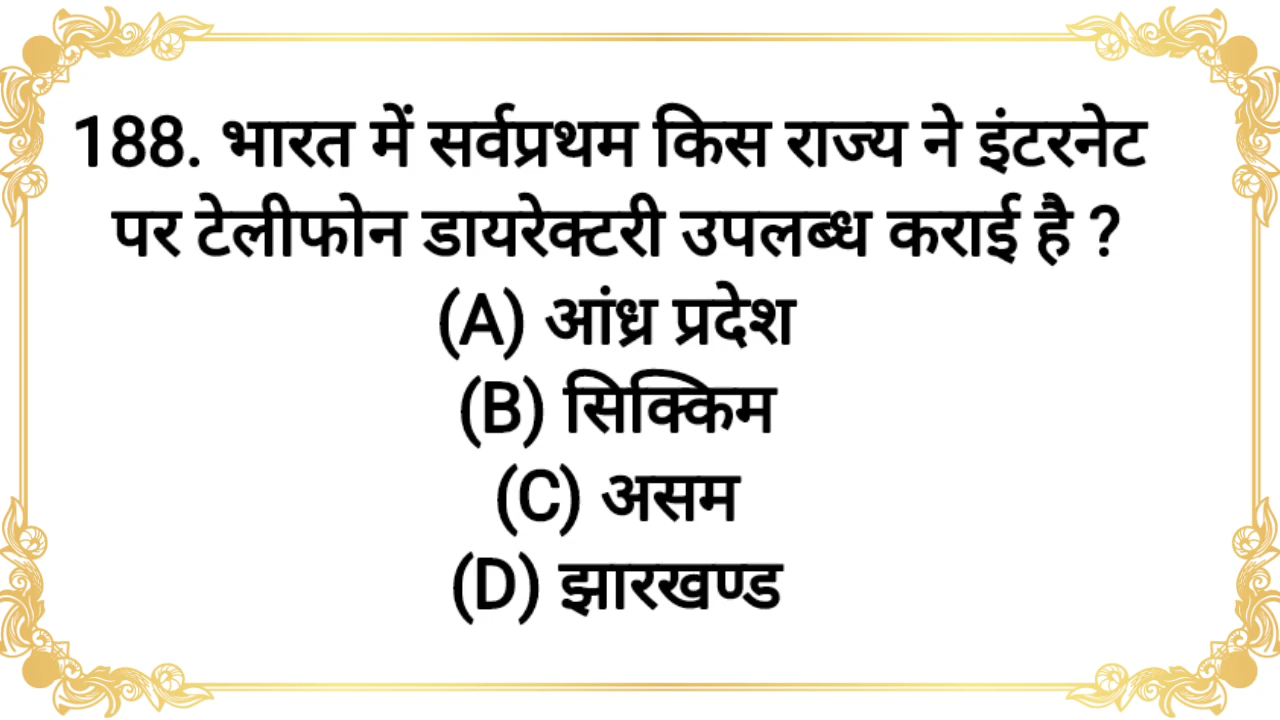 188. भारत में सर्वप्रथम किस राज्य ने इंटरनेट
पर टेलीफोन डायरेक्टरी उपलब्ध कराई है ?
(A) आंध्र प्रदेश
(B) सिक्किम
(C) असम
(D) झारखण्ड